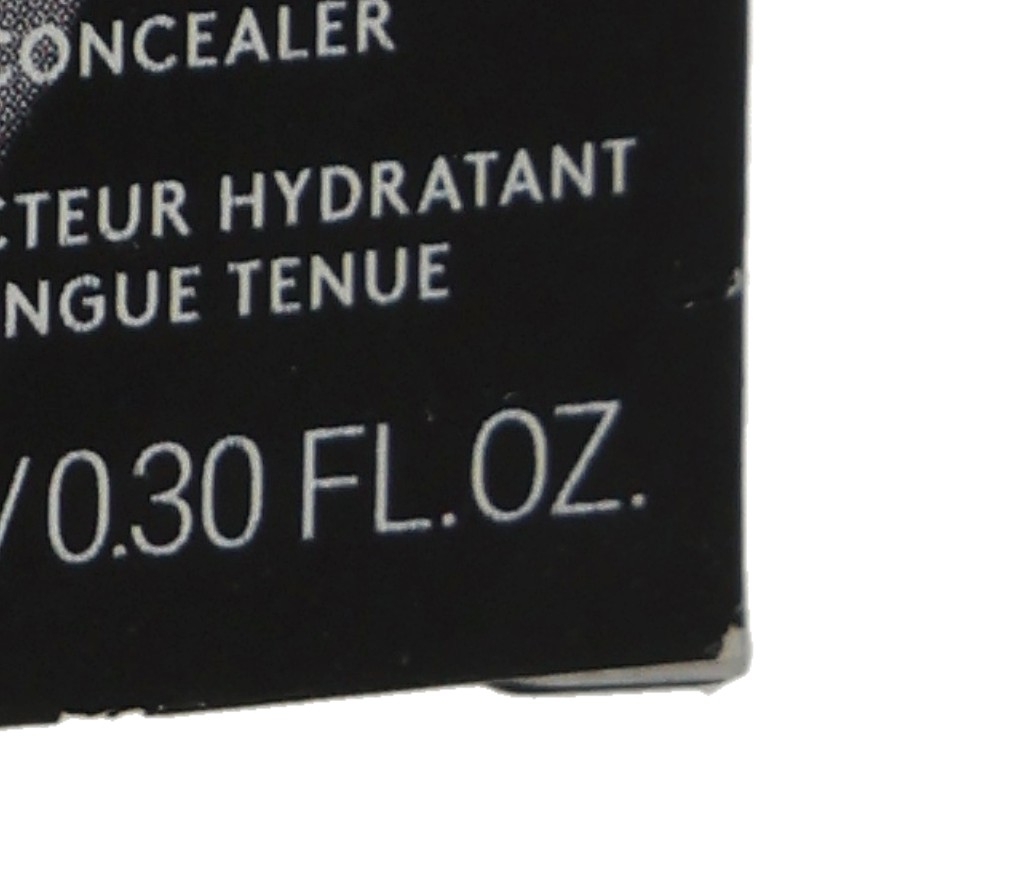 CONCEALER
CTEUR HYDRATANT
NGUE TENUE
/0.30 FL.OZ.